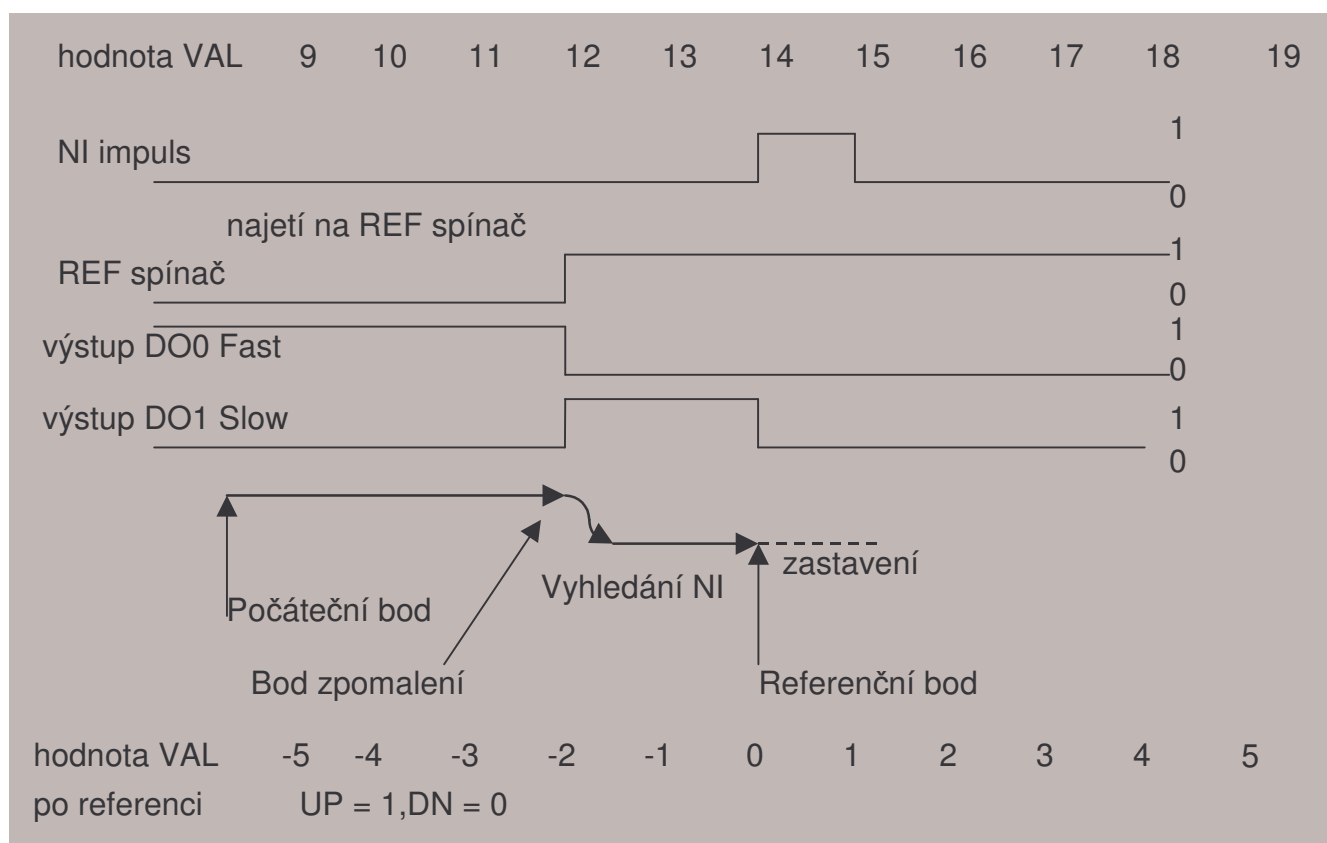 hodnota VAL 9 10 11 12 13 14 15 16 17 18 19
1
NI impuls
0
najetí na REF spínač
1
REF spínač
0
1
výstup DO0 Fast
0
výstup DO1 Slow 1
0
zastavení
Vyhledání NI
Počáteční bod
Bod zpomalení Referenční bod
hodnota VAL -5 -4 -3 -2 -1 0 1 2 3 4 5
po referenci UP = 1,DN = 0